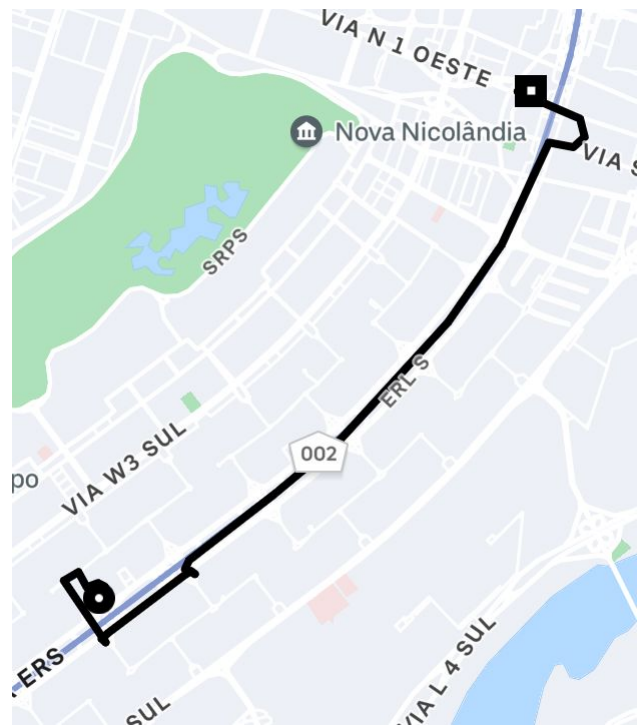 VIA N 1 OESTE
Nova Nicolândia
VIA S
SRPS
ERL S
002
VIA W3 SUL
po
ERS
SUL
VIA L 4 SUL